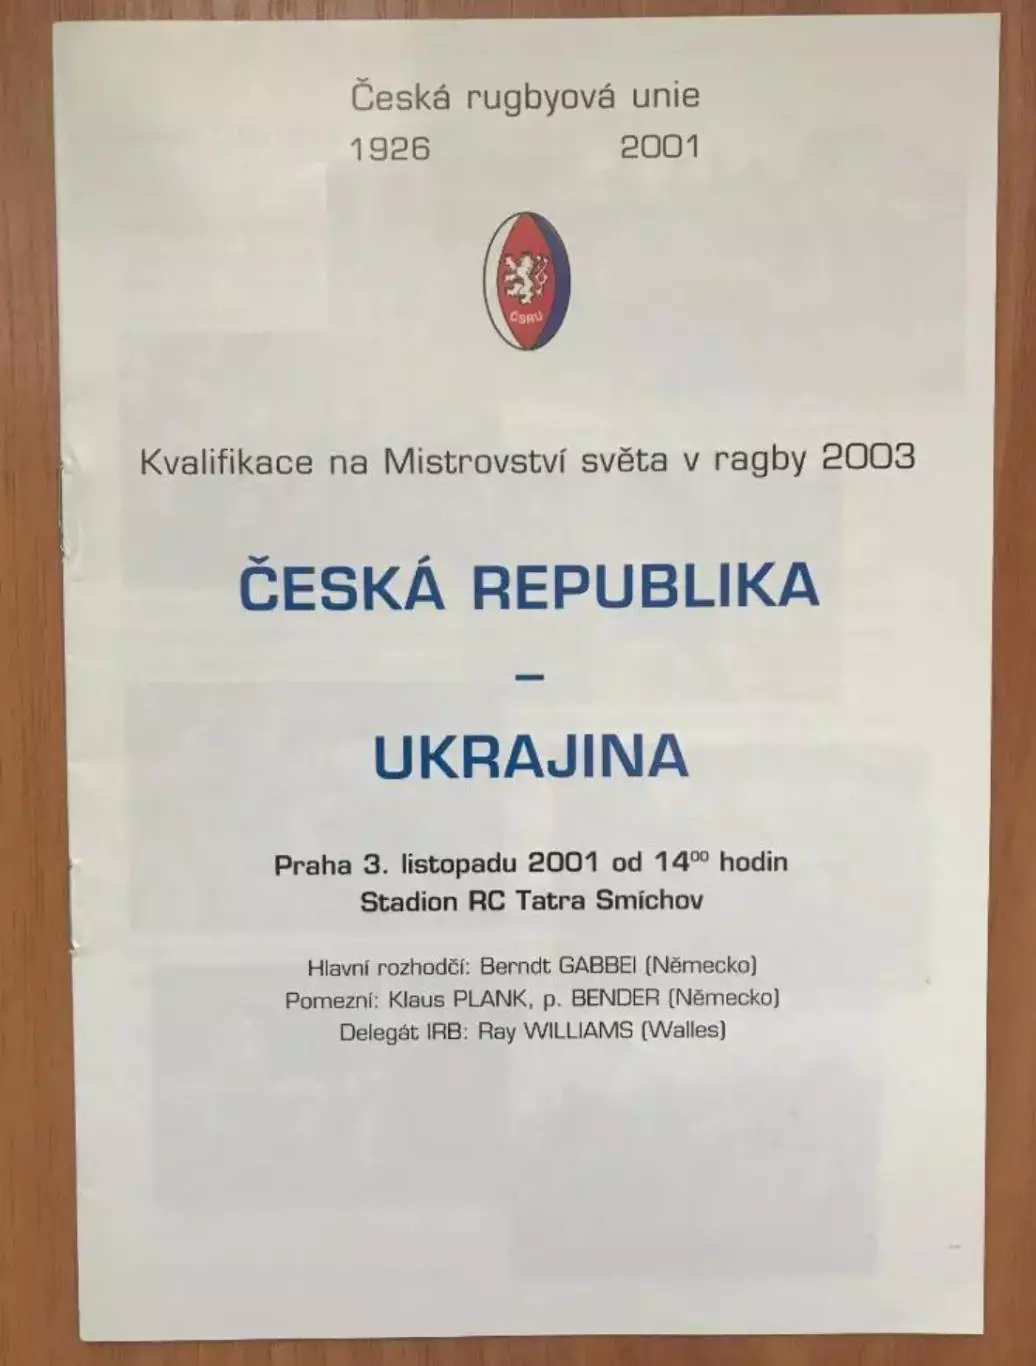 Česká rugbyová unie
1926 2001
ČSRU
Kvalifikace na Mistrovství světa v ragby 2003
ČESKÁ REPUBLIKA
–
UKRAJINA
Praha 3. listopadu 2001 od 14⁰⁰ hodin
Stadion RC Tatra Smíchov
Hlavní rozhodčí: Berndt GABBEI (Německo)
Pomezní: Klaus PLANK, p. BENDER (Německo)
Delegát IRB: Ray WILLIAMS (Walles)